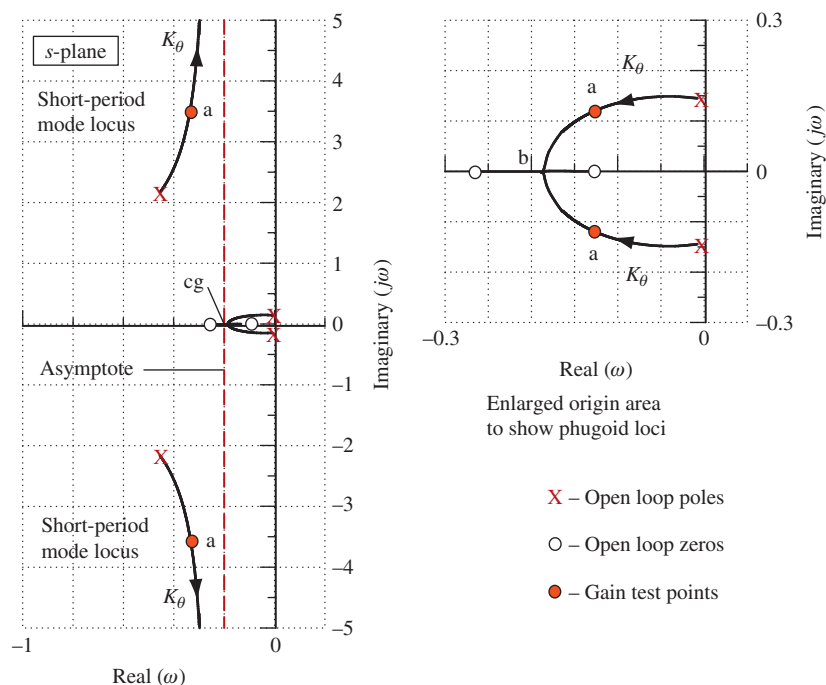 s-plane
Short-period
mode locus
Kθ
a
5
4
3
2
1
0
–1
–2
–3
–4
–5
Imaginary (jω)
cg
Asymptote
Short-period
mode locus
a
Kθ
–1
0
Real (ω)
0.3
a
Kθ
b
0
a
Kθ
–0.3
–0.3
0
Imaginary (jω)
Real (ω)
Enlarged origin area
to show phugoid loci
X – Open loop poles
– Open loop zeros
– Gain test points